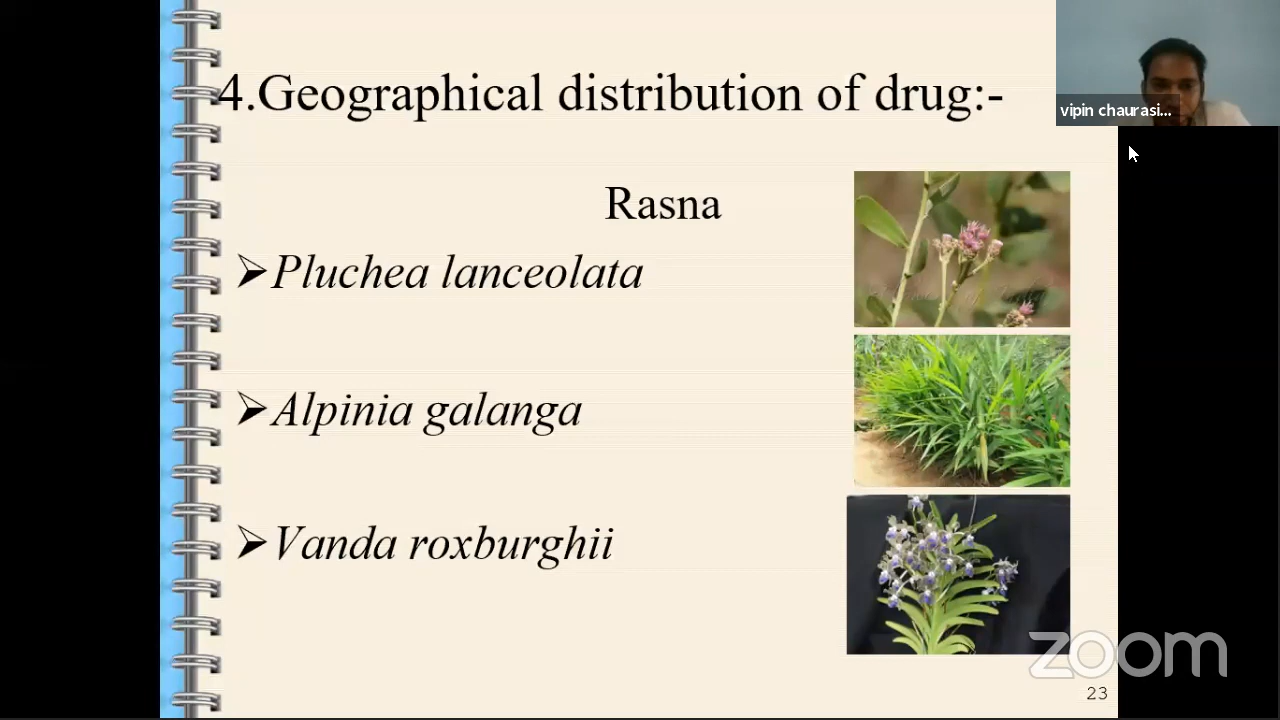 4.Geographical distribution of drug:-
vipin chaurasi...
Rasna
➢Pluchea lanceolata
➢Alpinia galanga
➢Vanda roxburghii
zoom
23